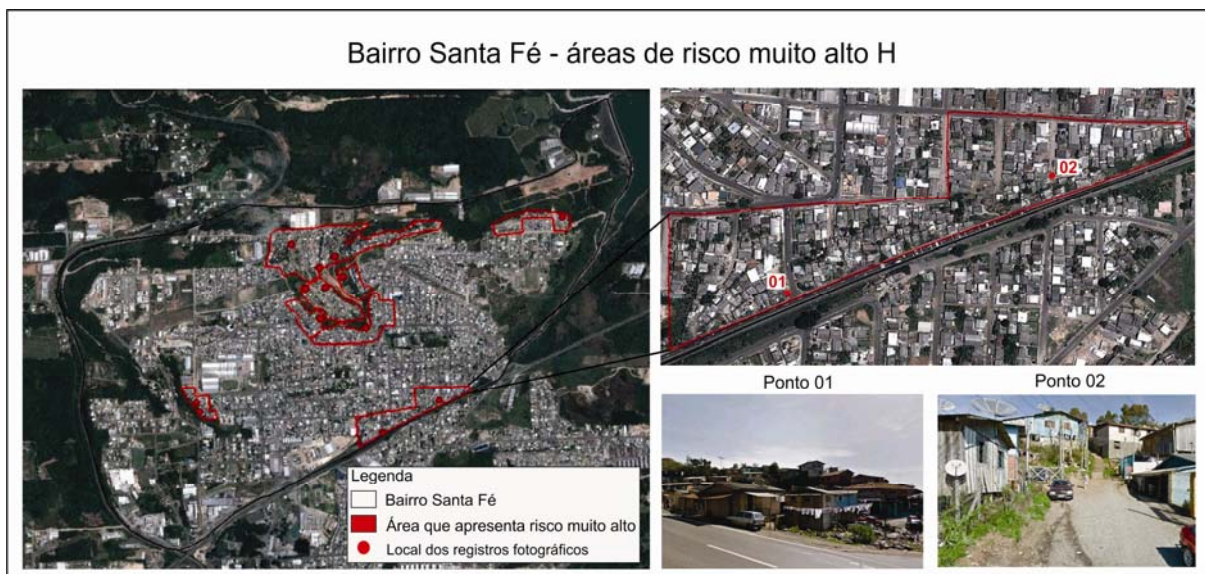 Bairro Santa Fé - áreas de risco muito alto H
02
01
Ponto 01
Ponto 02
Legenda
Bairro Santa Fé
Área que apresenta risco muito alto
Local dos registros fotográficos